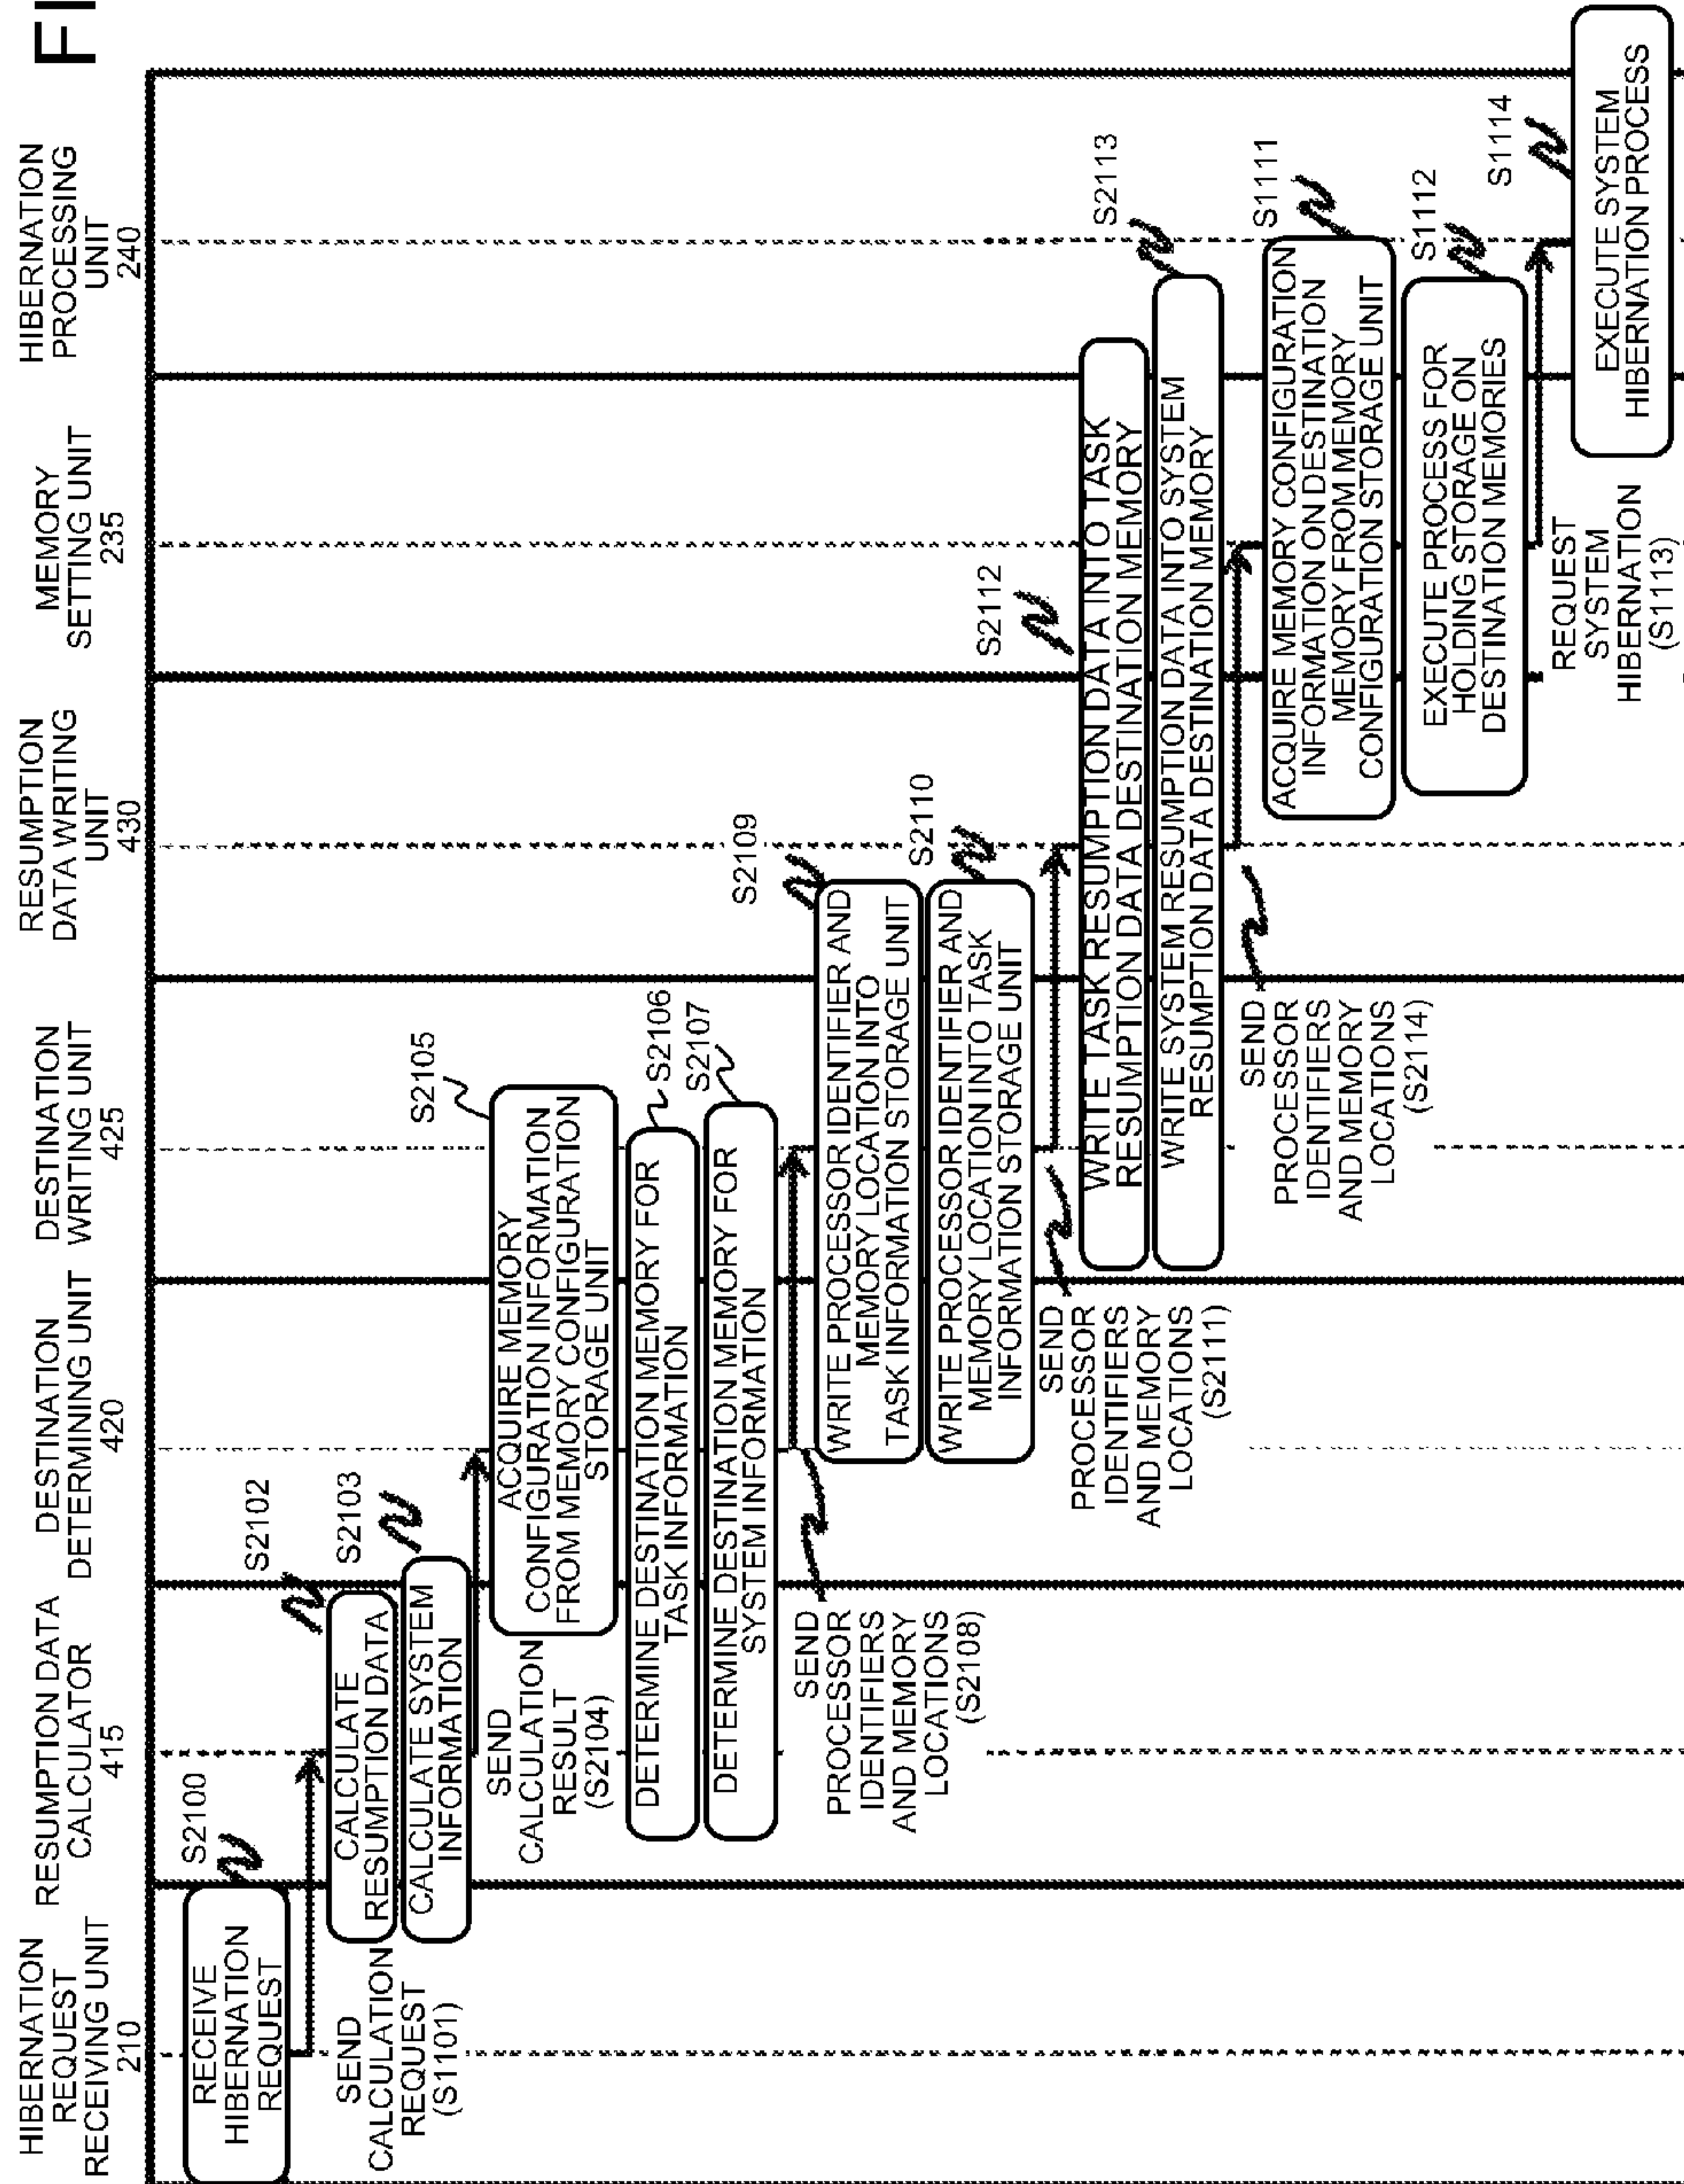 FI
HIBERNATION
REQUEST
RECEIVING UNIT
210
RESUMPTION DATA
CALCULATOR
415
DESTINATION
DETERMINING UNIT
420
DESTINATION
WRITING UNIT
425
RESUMPTION
DATA WRITING
UNIT
430
MEMORY
SETTING UNIT
235
HIBERNATION
PROCESSING
UNIT
240
RECEIVE
HIBERNATION
REQUEST
S2100
SEND
CALCULATION
REQUEST
(S1101)
CALCULATE
RESUMPTION DATA
S2102
CALCULATE SYSTEM
INFORMATION
S2103
SEND
CALCULATION
RESULT
(S2104)
ACQUIRE MEMORY
CONFIGURATION INFORMATION
FROM MEMORY CONFIGURATION
STORAGE UNIT
S2105
DETERMINE DESTINATION MEMORY FOR
TASK INFORMATION
S2106
DETERMINE DESTINATION MEMORY FOR
SYSTEM INFORMATION
S2107
SEND
PROCESSOR
IDENTIFIERS
AND MEMORY
LOCATIONS
(S2108)
WRITE PROCESSOR IDENTIFIER AND
MEMORY LOCATION INTO
TASK INFORMATION STORAGE UNIT
S2109
WRITE PROCESSOR IDENTIFIER AND
MEMORY LOCATION INTO TASK
INFORMATION STORAGE UNIT
S2110
SEND
PROCESSOR
IDENTIFIERS
AND MEMORY
LOCATIONS
(S2111)
WRITE TASK RESUMPTION DATA INTO TASK
RESUMPTION DATA DESTINATION MEMORY
S2112
WRITE SYSTEM RESUMPTION DATA INTO SYSTEM
RESUMPTION DATA DESTINATION MEMORY
S2113
SEND
PROCESSOR
IDENTIFIERS
AND MEMORY
LOCATIONS
(S2114)
ACQUIRE MEMORY CONFIGURATION
INFORMATION ON DESTINATION
MEMORY FROM MEMORY
CONFIGURATION STORAGE UNIT
S1111
EXECUTE PROCESS FOR
HOLDING STORAGE ON
DESTINATION MEMORIES
S1112
REQUEST
SYSTEM
HIBERNATION
(S1113)
EXECUTE SYSTEM
HIBERNATION PROCESS
S1114